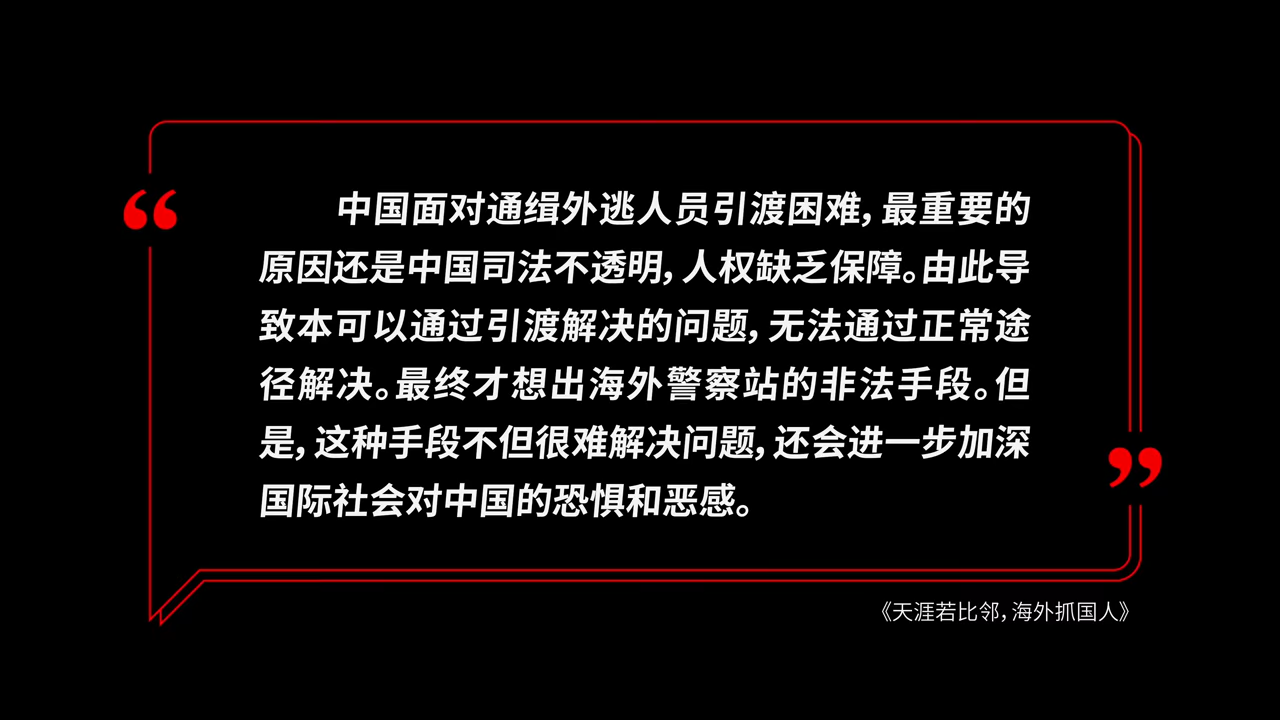 “
中国面对通缉外逃人员引渡困难，最重要的
原因还是中国司法不透明，人权缺乏保障。由此导
致本可以通过引渡解决的问题，无法通过正常途
径解决。最终才想出海外警察站的非法手段。但
是，这种手段不但很难解决问题，还会进一步加深
国际社会对中国的恐惧和恶感。
”
《天涯若比邻，海外抓国人》